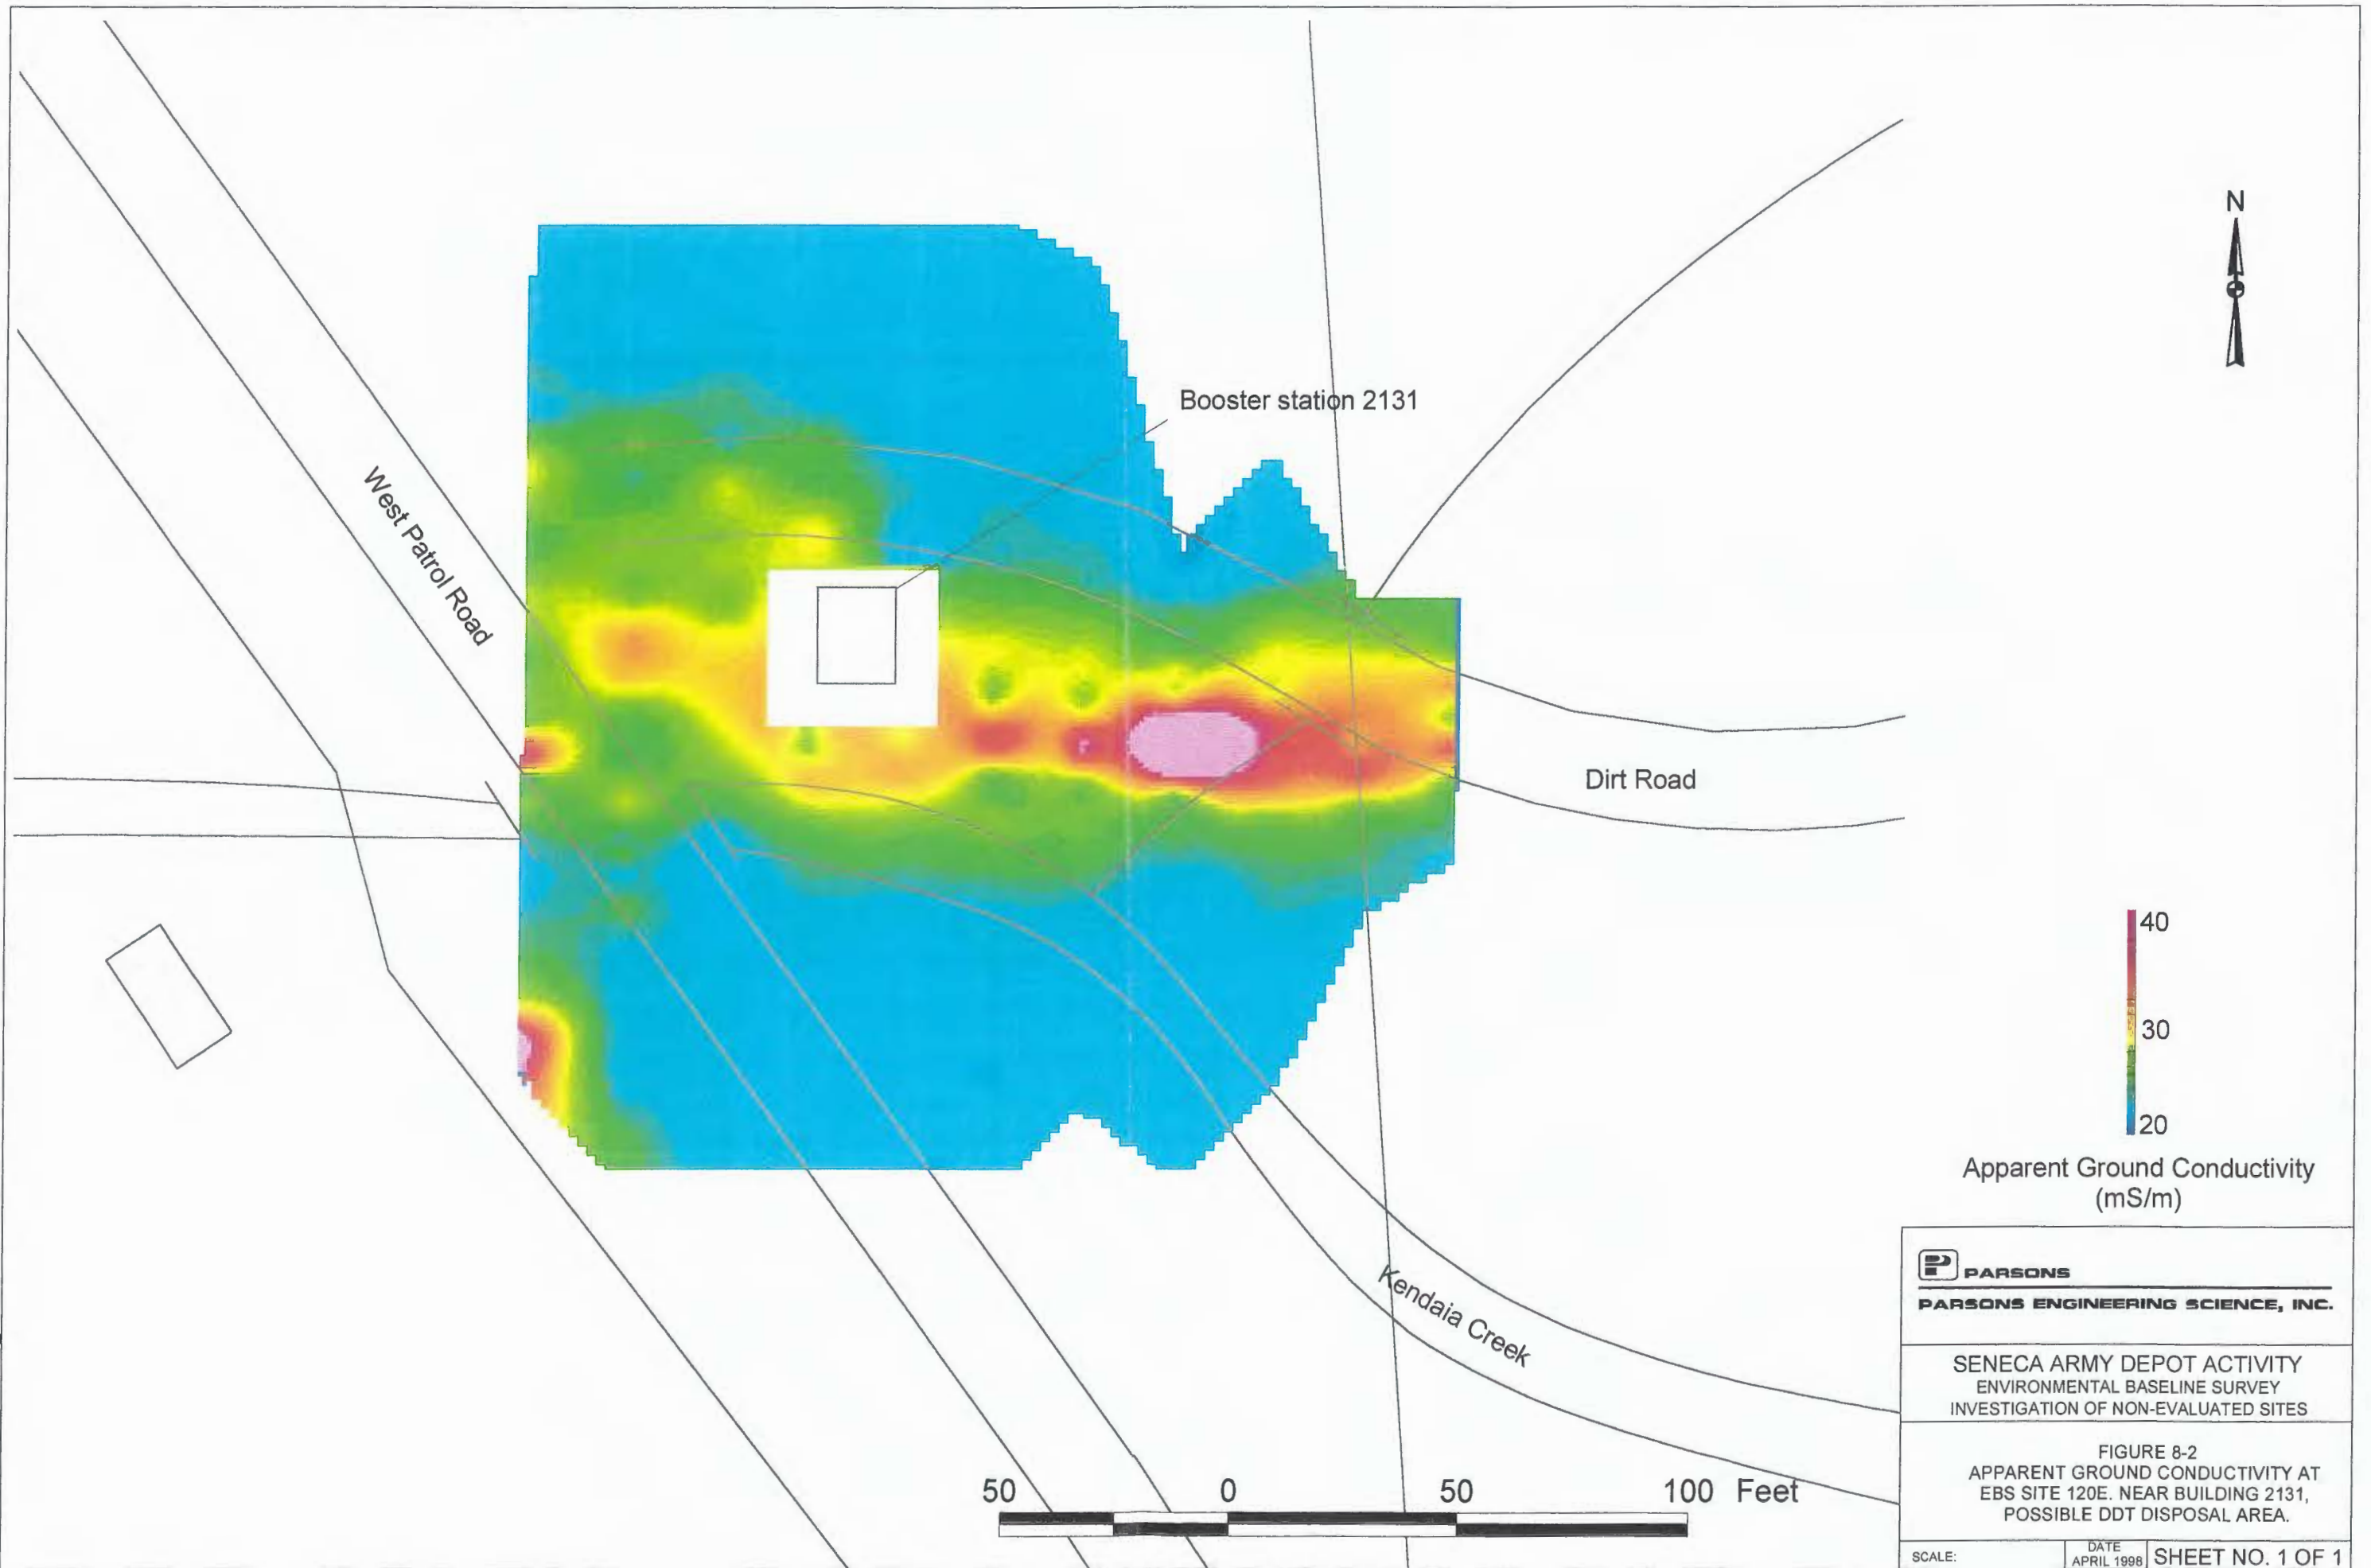 N
Booster station 2131
West Patrol Road
Dirt Road
40
30
20
Apparent Ground Conductivity
(mS/m)
Kendaia Creek
50 0 50 100 Feet
P PARSONS
PARSONS ENGINEERING SCIENCE, INC.
SENECA ARMY DEPOT ACTIVITY
ENVIRONMENTAL BASELINE SURVEY
INVESTIGATION OF NON-EVALUATED SITES
FIGURE 8-2
APPARENT GROUND CONDUCTIVITY AT
EBS SITE 120E. NEAR BUILDING 2131,
POSSIBLE DDT DISPOSAL AREA.
SCALE:
DATE
APRIL 1998
SHEET NO. 1 OF 1